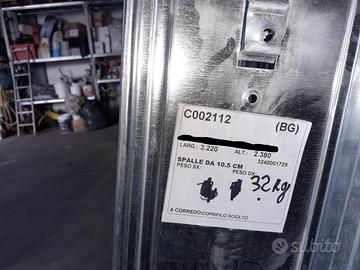 C002112 (BG)
LARG.: 3.220 ALT.: 2.380
SPALLE DA 10.5 CM 3240001729
PESO SX: PESO DX:
32 Kg
A CORREDO: COPRIFILO SCIOLTO
subito